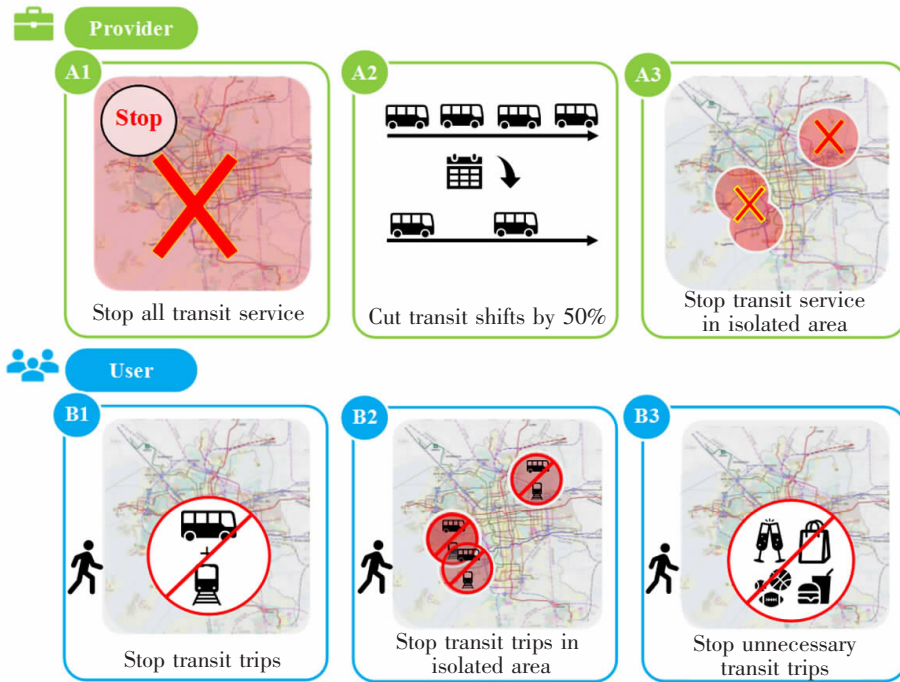 Provider
A1
A2
A3
Stop
Stop all transit service
Cut transit shifts by 50%
Stop transit service
in isolated area
User
B1
B2
B3
Stop transit trips
Stop transit trips in
isolated area
Stop unnecessary
transit trips